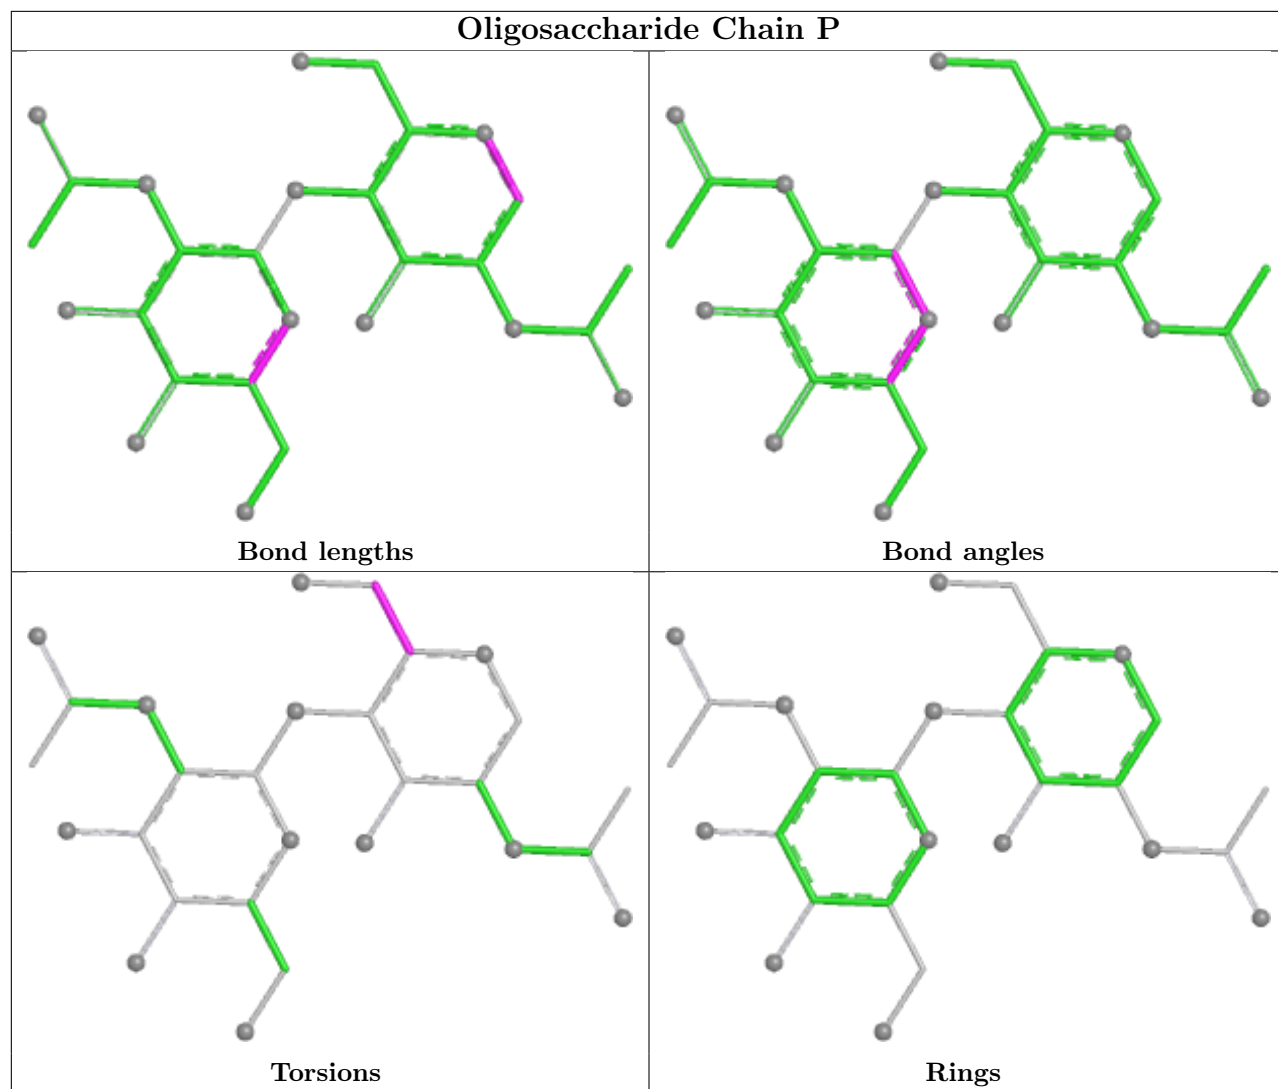 Oligosaccharide Chain P
Bond lengths
Bond angles
Torsions
Rings